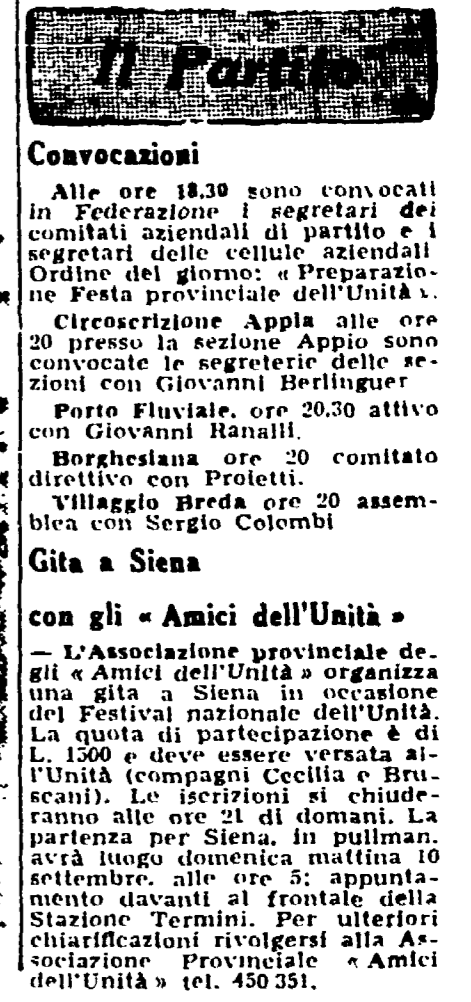 Il Partito
Convocazioni
Alle ore 18.30 sono convocati
in Federazione i segretari dei
comitati aziendali di partito e i
segretari delle cellule aziendali
Ordine del giorno: « Preparazio-
ne Festa provinciale dell'Unità ».
Circoscrizione Appia alle ore
20 presso la sezione Appio sono
convocate le segreterie delle se-
zioni con Giovanni Berlinguer
Porto Fluviale. ore 20.30 attivo
con Giovanni Ranalli.
Borghesiana ore 20 comitato
direttivo con Proietti.
Villaggio Breda ore 20 assem-
blea con Sergio Colombi
Gita a Siena
con gli « Amici dell'Unità »
— L'Associazione provinciale de-
gli « Amici dell'Unità » organizza
una gita a Siena in occasione
del Festival nazionale dell'Unità.
La quota di partecipazione è di
L. 1500 e deve essere versata al-
l'Unità (compagni Cecilia e Bru-
scani). Le iscrizioni si chiude-
ranno alle ore 21 di domani. La
partenza per Siena. in pullman.
avrà luogo domenica mattina 10
settembre. alle ore 5: appunta-
mento davanti al frontale della
Stazione Termini. Per ulteriori
chiarificazioni rivolgersi alla As-
sociazione Provinciale « Amici
dell'Unità » tel. 450 351.